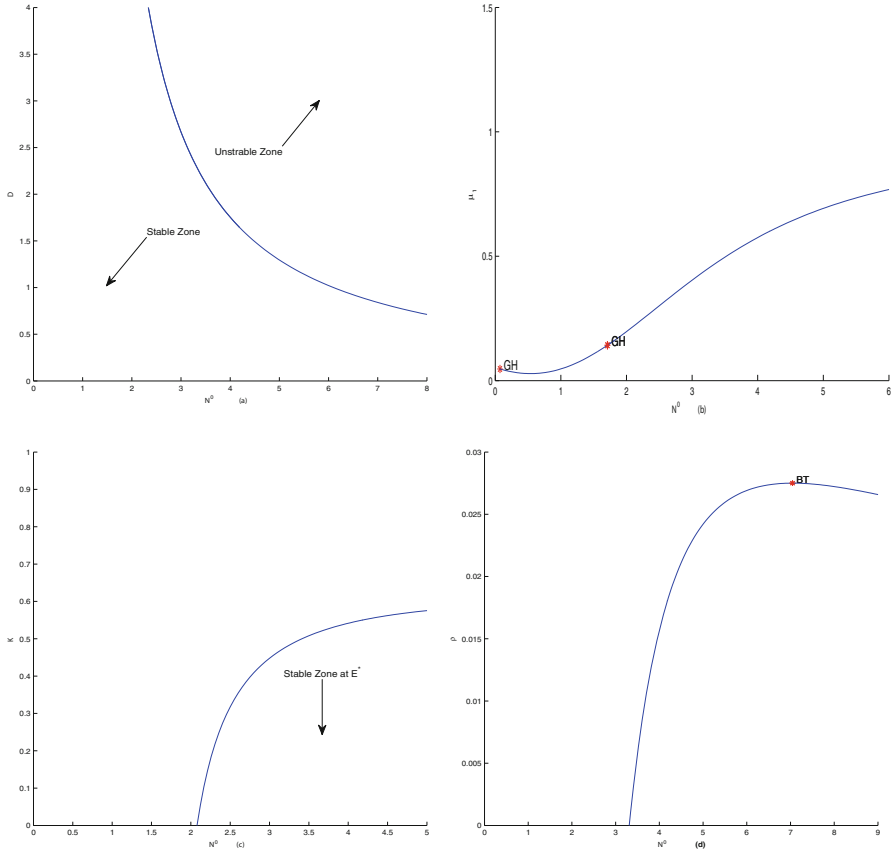 4
3.5
3
2.5
2
1.5
1
0.5
0
D
Unstrable Zone
Stable Zone
0 1 2 3 4 5 6 7 8
N⁰ (a)
1.5
1
0.5
0
μ₁
GH
GH
0 1 2 3 4 5 6
N⁰ (b)
1
0.9
0.8
0.7
0.6
0.5
0.4
0.3
0.2
0.1
0
K
Stable Zone at E*
0 0.5 1 1.5 2 2.5 3 3.5 4 4.5 5
N⁰ (c)
0.03
0.025
0.02
0.015
0.01
0.005
0
ρ
BT
0 1 2 3 4 5 6 7 8 9
N⁰ (d)